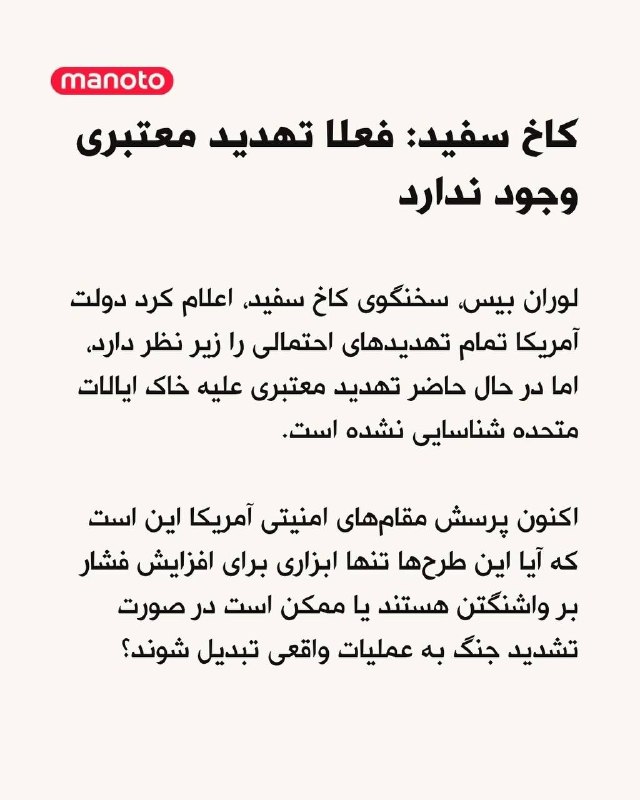 manoto
کاخ سفید: فعلا تهدید معتبری
وجود ندارد
لوران بیس، سخنگوی کاخ سفید، اعلام کرد دولت
آمریکا تمام تهدیدهای احتمالی را زیر نظر دارد،
اما در حال حاضر تهدید معتبری علیه خاک ایالات
متحده شناسایی نشده است.
اکنون پرسش مقام‌های امنیتی آمریکا این است
که آیا این طرح‌ها تنها ابزاری برای افزایش فشار
بر واشنگتن هستند یا ممکن است در صورت
تشدید جنگ به عملیات واقعی تبدیل شوند؟